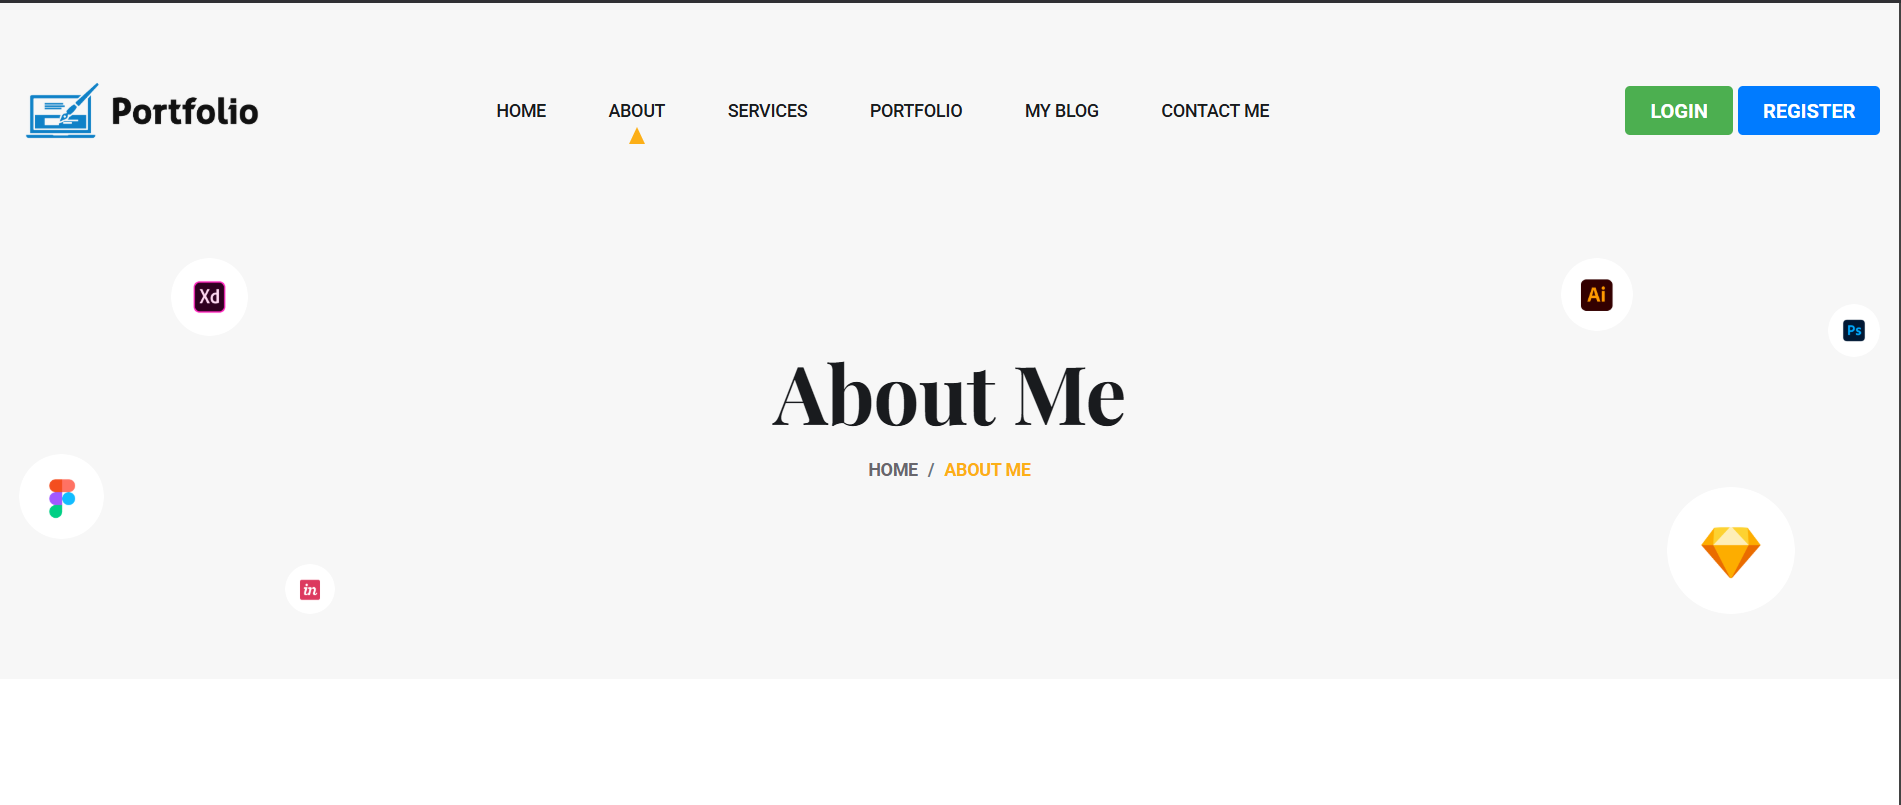 Portfolio
HOME ABOUT SERVICES PORTFOLIO MY BLOG CONTACT ME
LOGIN REGISTER
Xd
Ai
Ps
About Me
HOME / ABOUT ME
in